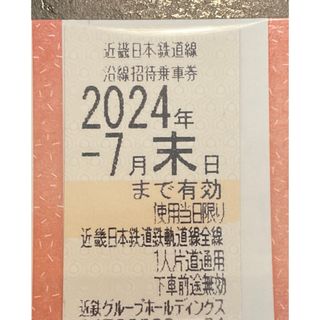 近畿日本鉄道線
沿線招待乗車券
2024年
-7月末日
まで有効
使用当日限り
近畿日本鉄道鉄軌道線全線
1人片道通用
下車前途無効
近鉄グループホールディングス